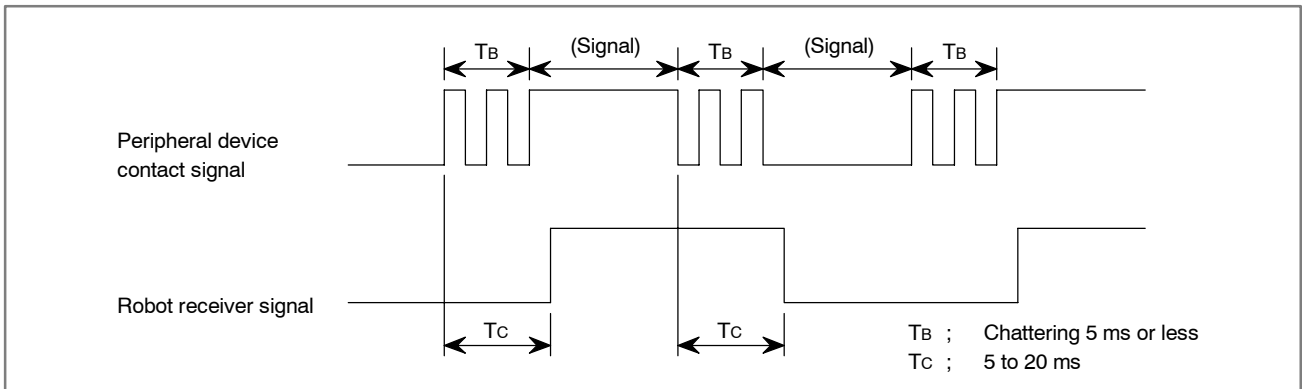 TB (Signal) TB (Signal) TB
Peripheral device
contact signal
Robot receiver signal
TC TC
TB ; Chattering 5 ms or less
TC ; 5 to 20 ms